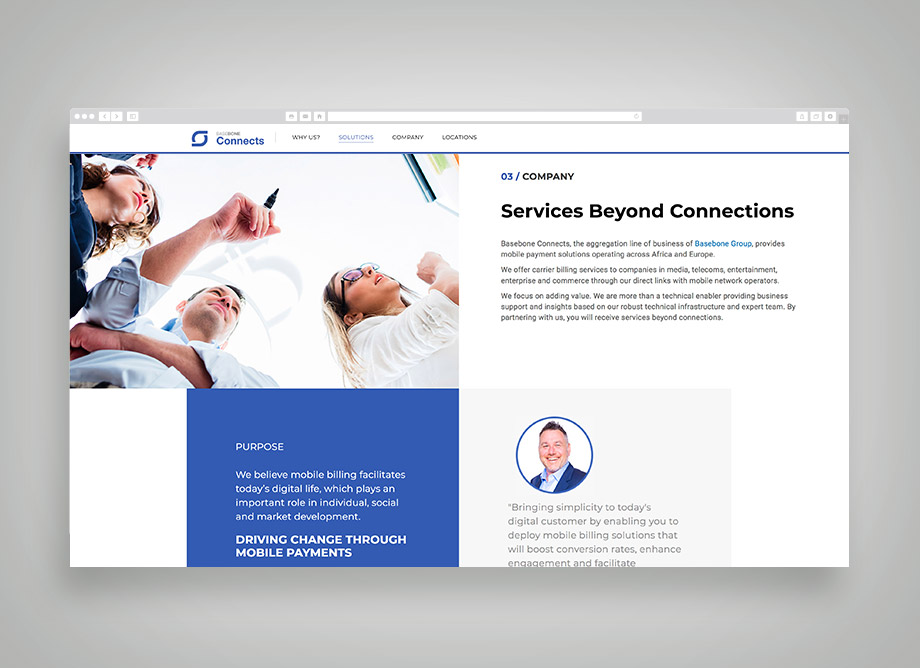 BASEBONE
Connects
WHY US?
SOLUTIONS
COMPANY
LOCATIONS
03 / COMPANY
Services Beyond Connections
Basebone Connects, the aggregation line of business of Basebone Group, provides
mobile payment solutions operating across Africa and Europe.
We offer carrier billing services to companies in media, telecoms, entertainment,
enterprise and commerce through our direct links with mobile network operators.
We focus on adding value. We are more than a technical enabler providing business
support and insights based on our robust technical infrastructure and expert team. By
partnering with us, you will receive services beyond connections.
PURPOSE
We believe mobile billing facilitates
today's digital life, which plays an
important role in individual, social
and market development.
DRIVING CHANGE THROUGH
MOBILE PAYMENTS
"Bringing simplicity to today's
digital customer by enabling you to
deploy mobile billing solutions that
will boost conversion rates, enhance
engagement and facilitate